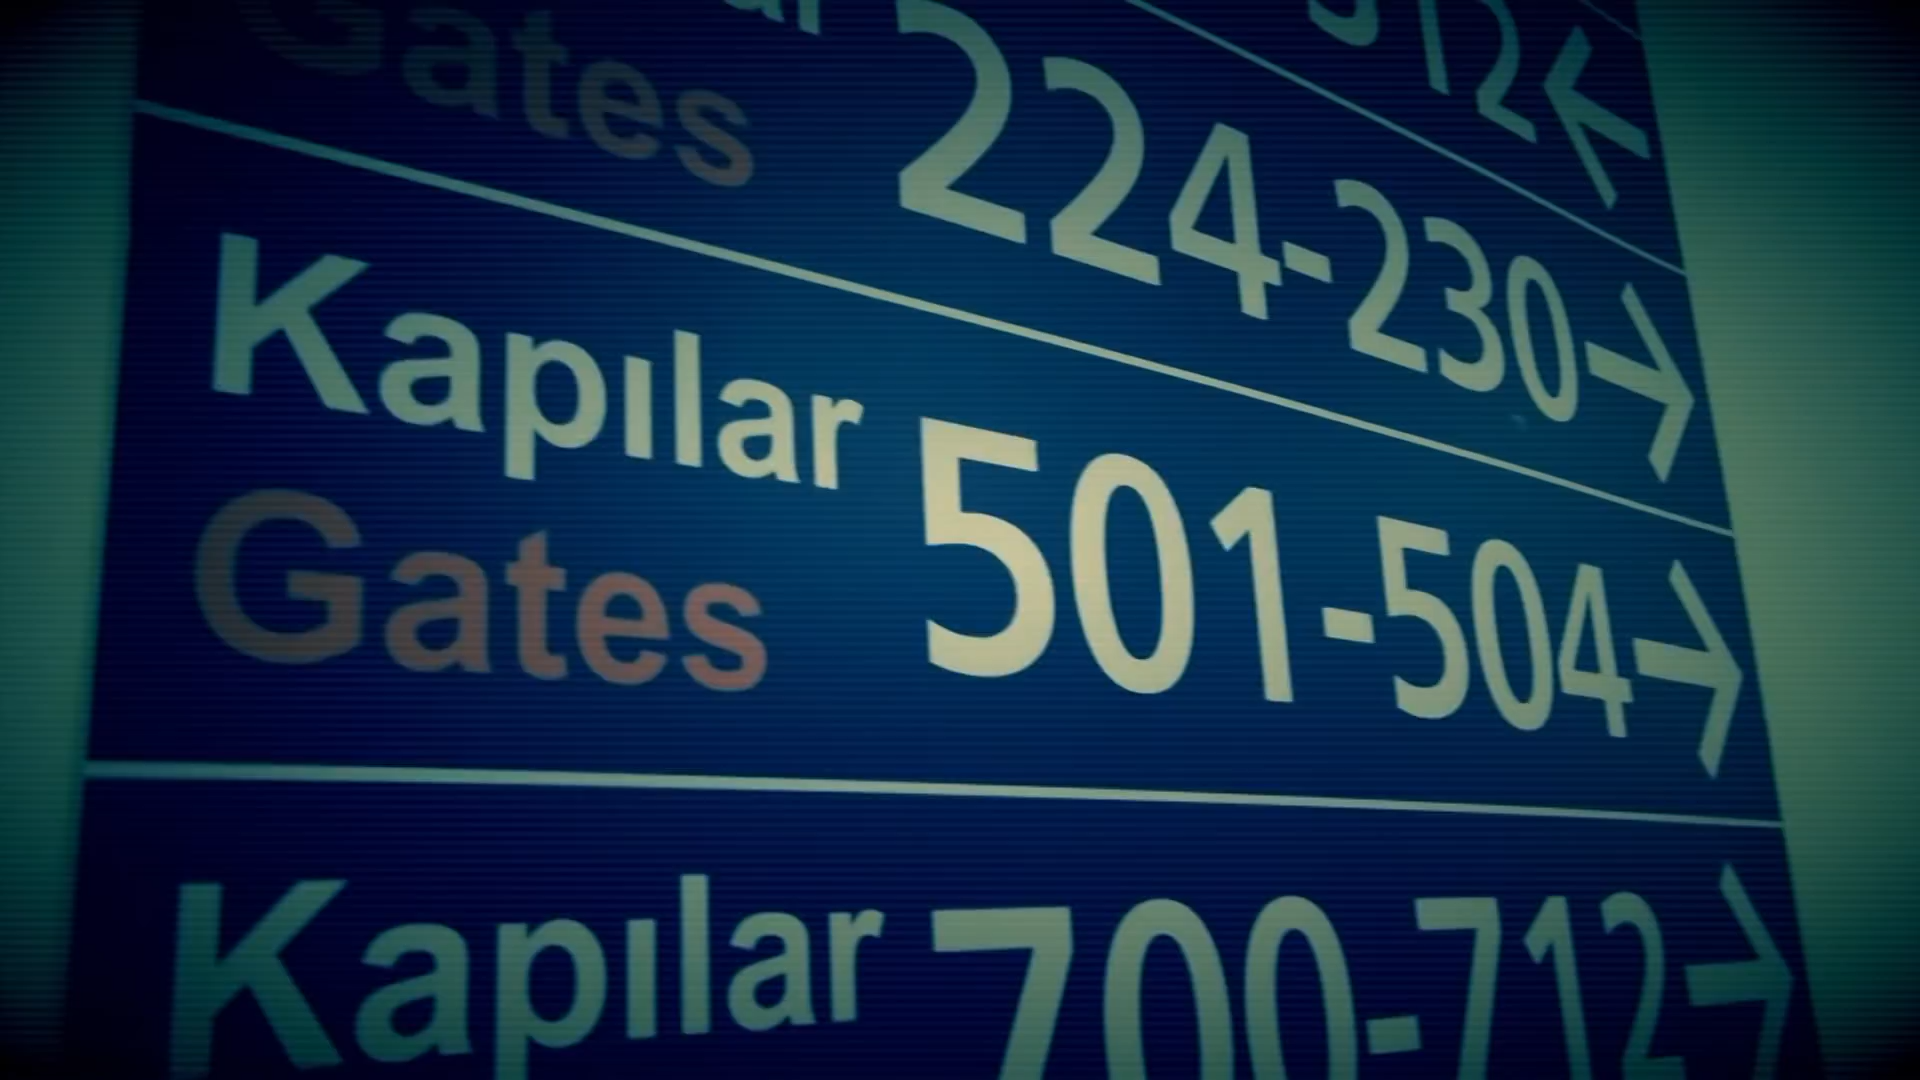 Gates 224-230
Kapılar
Gates 501-504
Kapılar 700-712